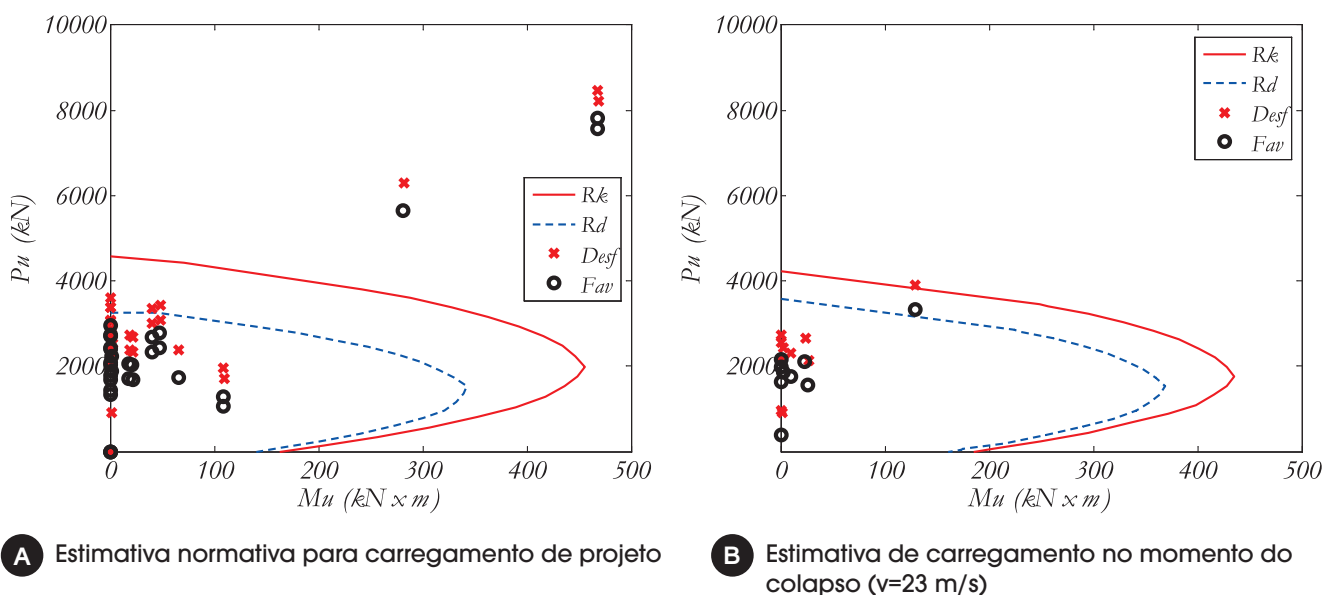 10000
8000
6000
4000
2000
Pu (kN)
0
100
200
300
400
500
Mu (kN x m)
Rk
Rd
Desf
Fav
A Estimativa normativa para carregamento de projeto
10000
8000
6000
4000
2000
Pu (kN)
0
100
200
300
400
500
Mu (kN x m)
Rk
Rd
Desf
Fav
B Estimativa de carregamento no momento do
colapso (v=23 m/s)